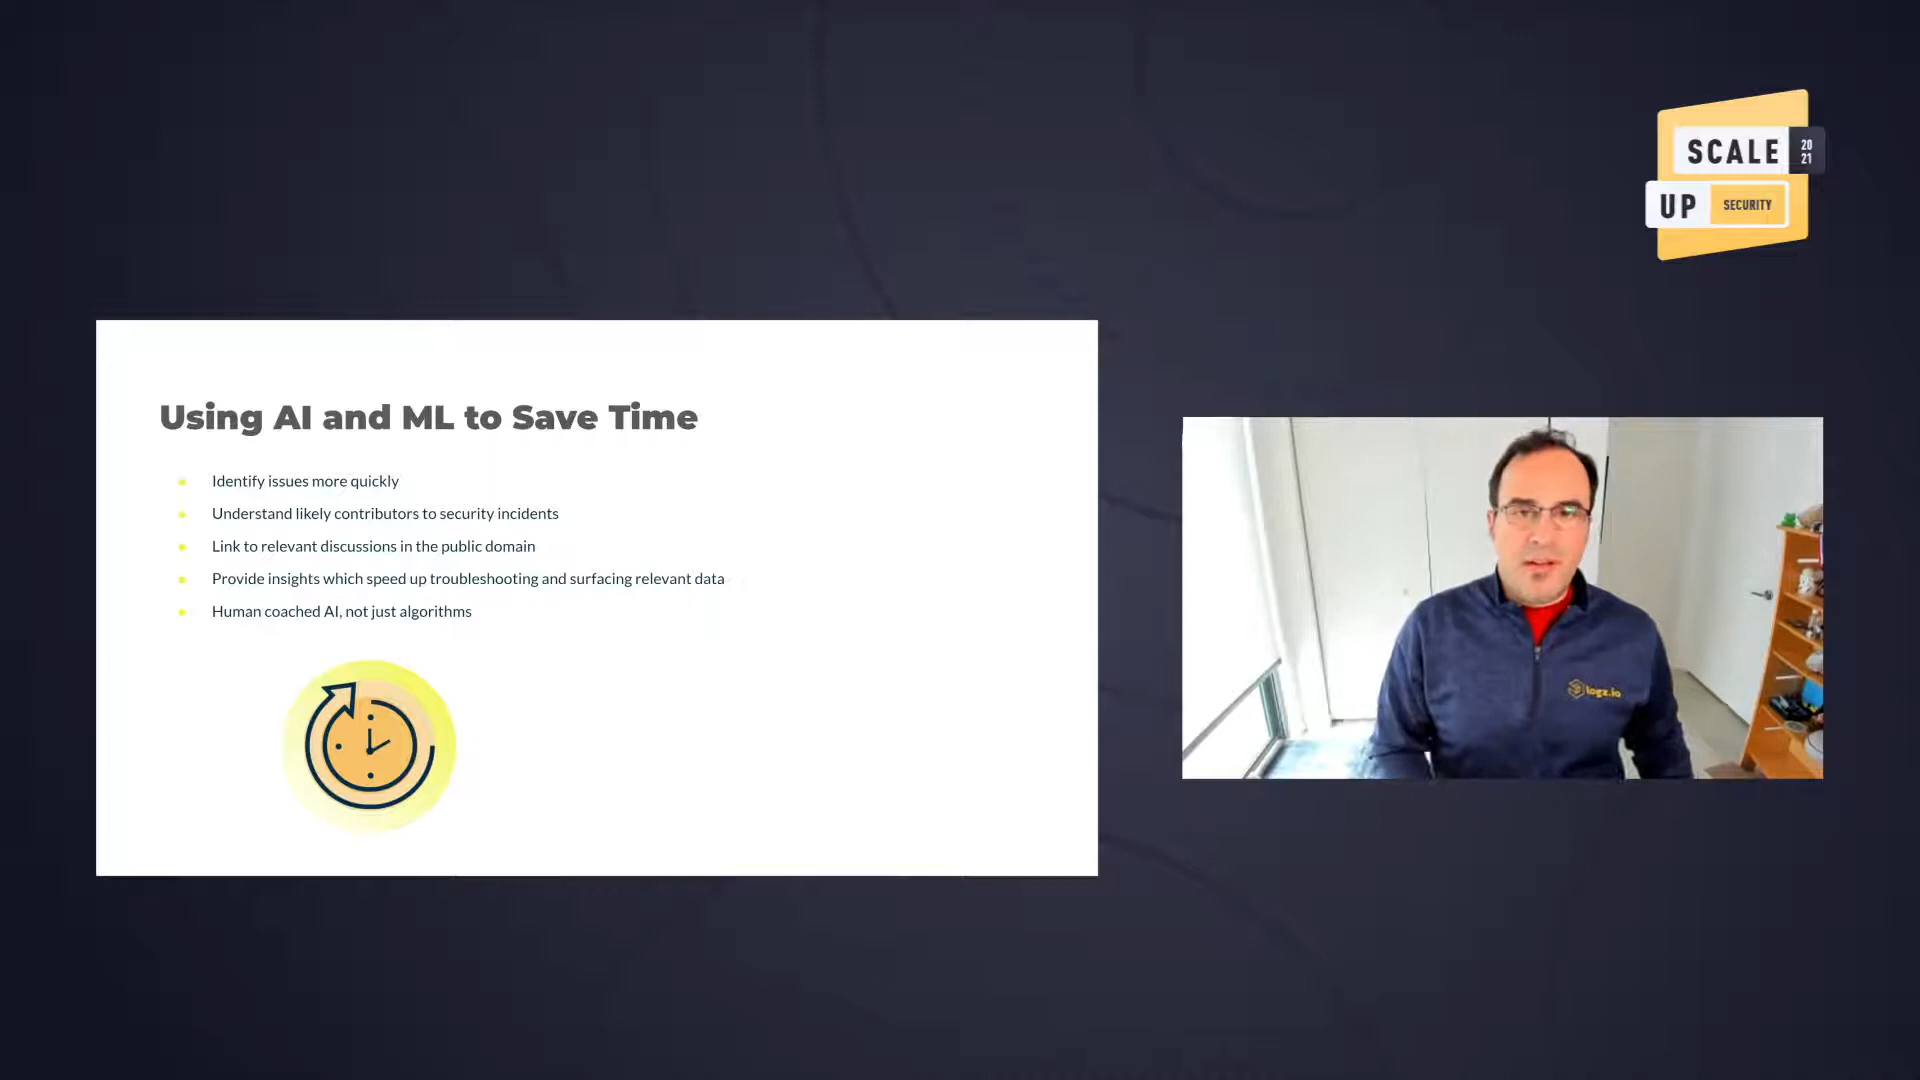 SCALE
20
21
UP
SECURITY
Using AI and ML to Save Time
Identify issues more quickly
Understand likely contributors to security incidents
Link to relevant discussions in the public domain
Provide insights which speed up troubleshooting and surfacing relevant data
Human coached AI, not just algorithms
logz.io